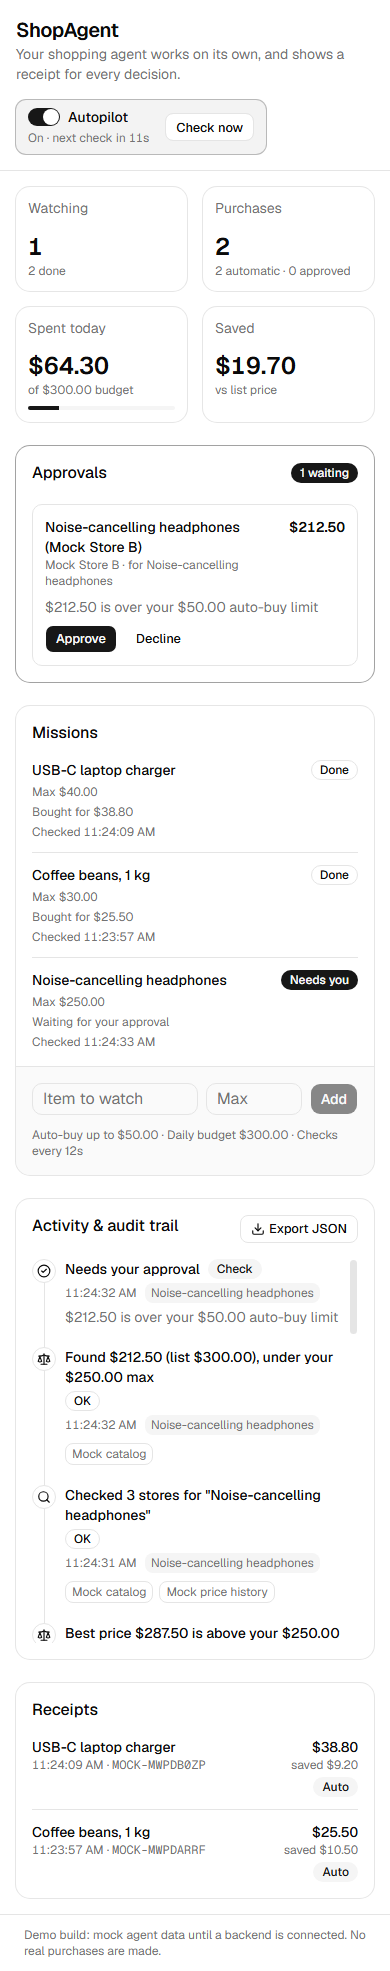 ShopAgent
Your shopping agent works on its own, and shows a
receipt for every decision.
Autopilot
On · next check in 11s
Check now
Watching
1
2 done
Purchases
2
2 automatic · 0 approved
Spent today
$64.30
of $300.00 budget
Saved
$19.70
vs list price
Approvals
1 waiting
Noise-cancelling headphones
(Mock Store B)
$212.50
Mock Store B · for Noise-cancelling
headphones
$212.50 is over your $50.00 auto-buy limit
Approve
Decline
Missions
USB-C laptop charger
Done
Max $40.00
Bought for $38.80
Checked 11:24:09 AM
Coffee beans, 1 kg
Done
Max $30.00
Bought for $25.50
Checked 11:23:57 AM
Noise-cancelling headphones
Needs you
Max $250.00
Waiting for your approval
Checked 11:24:33 AM
Item to watch
Max
Add
Auto-buy up to $50.00 · Daily budget $300.00 · Checks
every 12s
Activity & audit trail
Export JSON
Needs your approval
Check
11:24:32 AM
Noise-cancelling headphones
$212.50 is over your $50.00 auto-buy limit
Found $212.50 (list $300.00), under your
$250.00 max
OK
11:24:32 AM
Noise-cancelling headphones
Mock catalog
Checked 3 stores for "Noise-cancelling
headphones"
OK
11:24:31 AM
Noise-cancelling headphones
Mock catalog
Mock price history
Best price $287.50 is above your $250.00
Receipts
USB-C laptop charger
$38.80
11:24:09 AM · MOCK-MWPDB0ZP
saved $9.20
Auto
Coffee beans, 1 kg
$25.50
11:23:57 AM · MOCK-MWPDARRF
saved $10.50
Auto
Demo build: mock agent data until a backend is connected. No
real purchases are made.